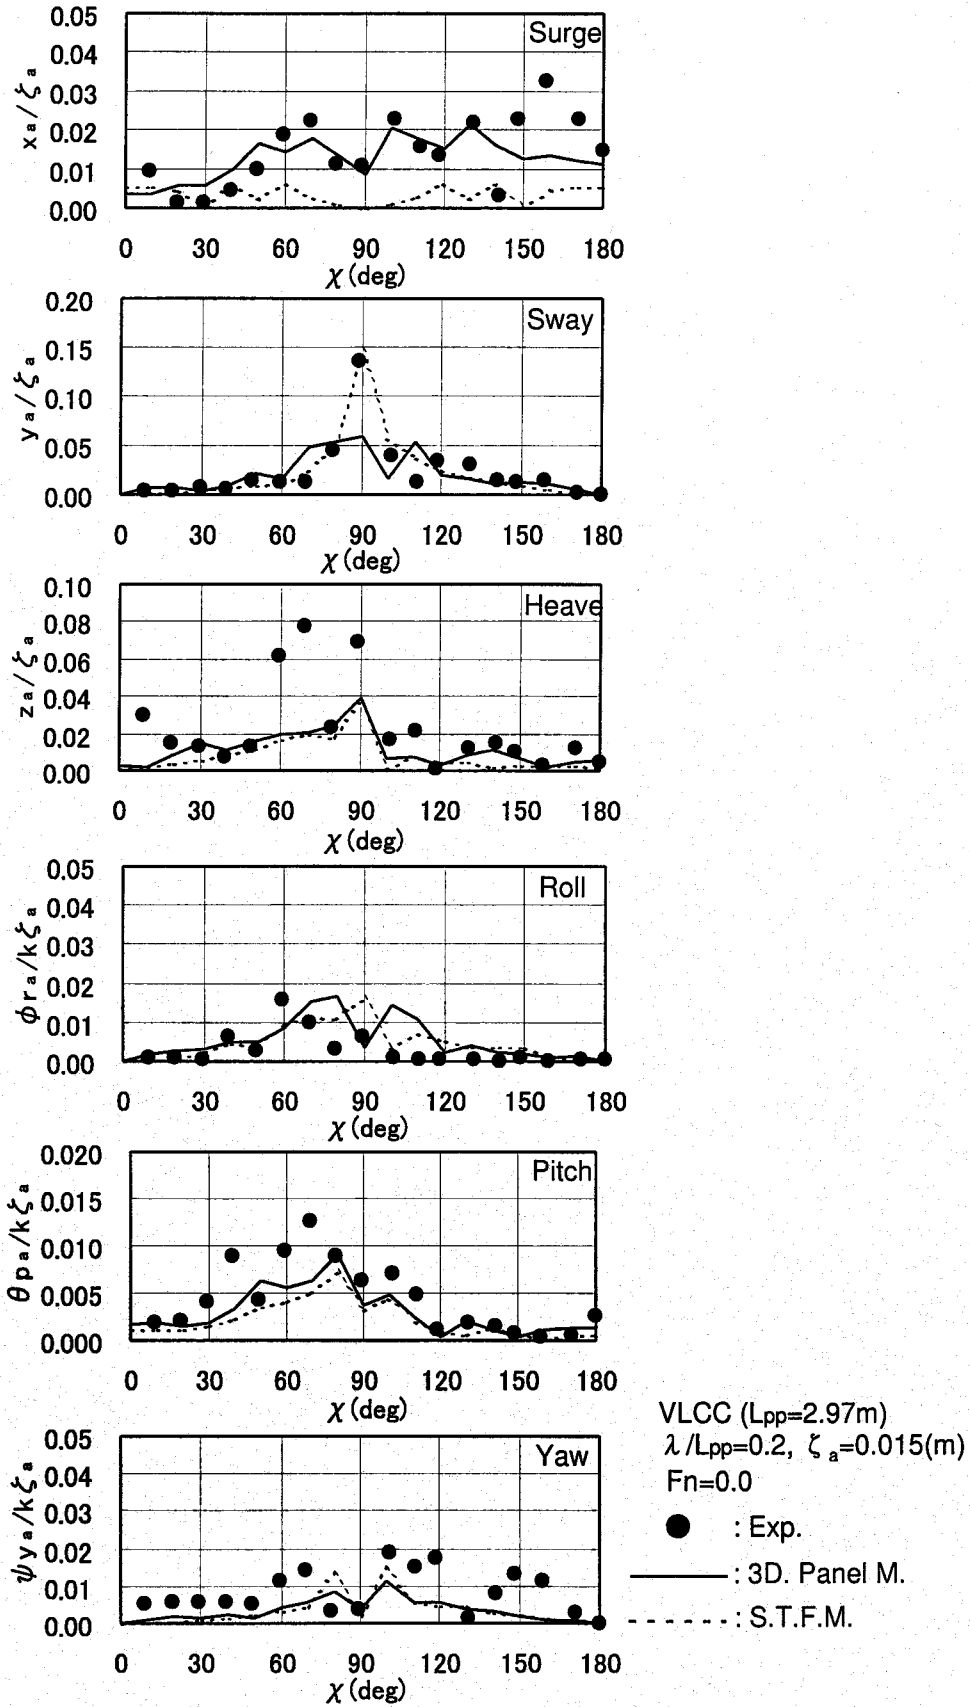 0.05
0.04
0.03
0.02
0.01
0.00
xa/ζa
Surge
0 30 60 90 120 150 180
χ(deg)
0.20
0.15
0.10
0.05
0.00
ya/ζa
Sway
0 30 60 90 120 150 180
χ(deg)
0.10
0.08
0.06
0.04
0.02
0.00
za/ζa
Heave
0 30 60 90 120 150 180
χ(deg)
0.05
0.04
0.03
0.02
0.01
0.00
φra/kζa
Roll
0 30 60 90 120 150 180
χ(deg)
0.020
0.015
0.010
0.005
0.000
θpa/kζa
Pitch
0 30 60 90 120 150 180
χ(deg)
0.05
0.04
0.03
0.02
0.01
0.00
ψya/kζa
Yaw
0 30 60 90 120 150 180
χ(deg)
VLCC (Lpp=2.97m)
λ/Lpp=0.2, ζa=0.015(m)
Fn=0.0
: Exp.
: 3D. Panel M.
: S.T.F.M.